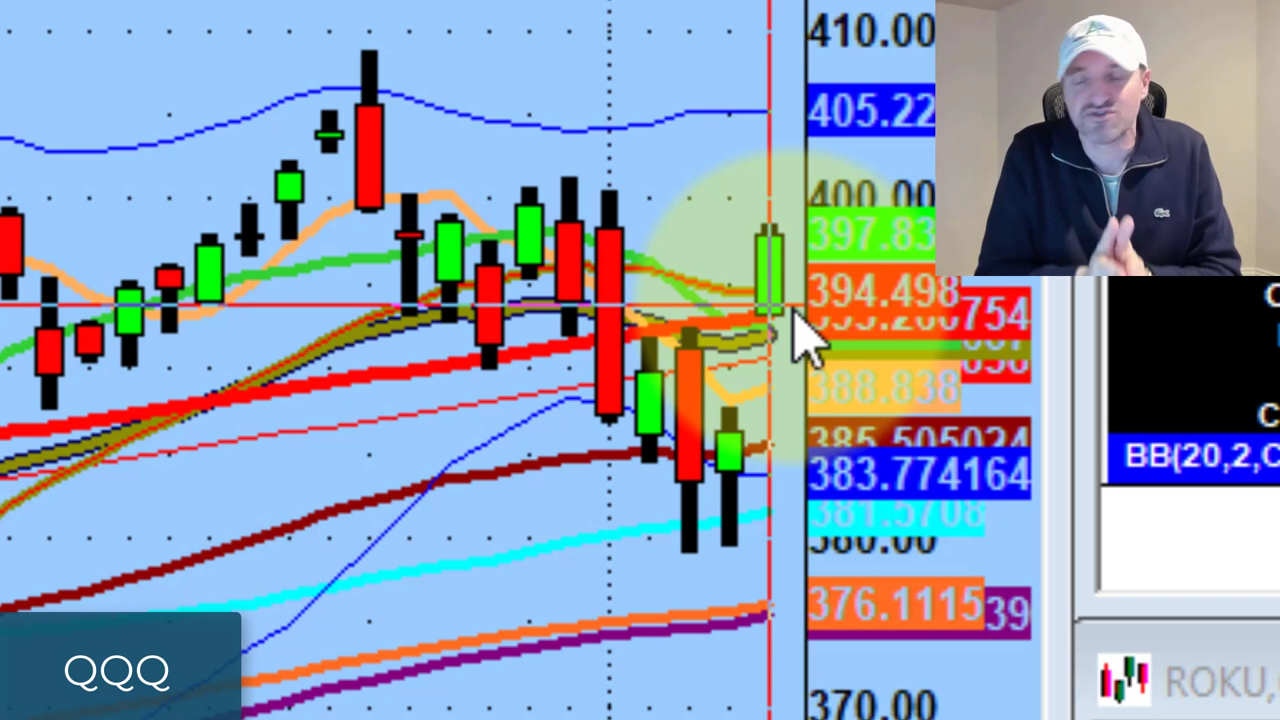 410.00
405.22
400.00
397.83
394.498
754
388.838
385.505024
383.774164
381.5708
380.00
376.1115
39
370.00
QQQ
C
C
BB(20,2,C
ROKU,